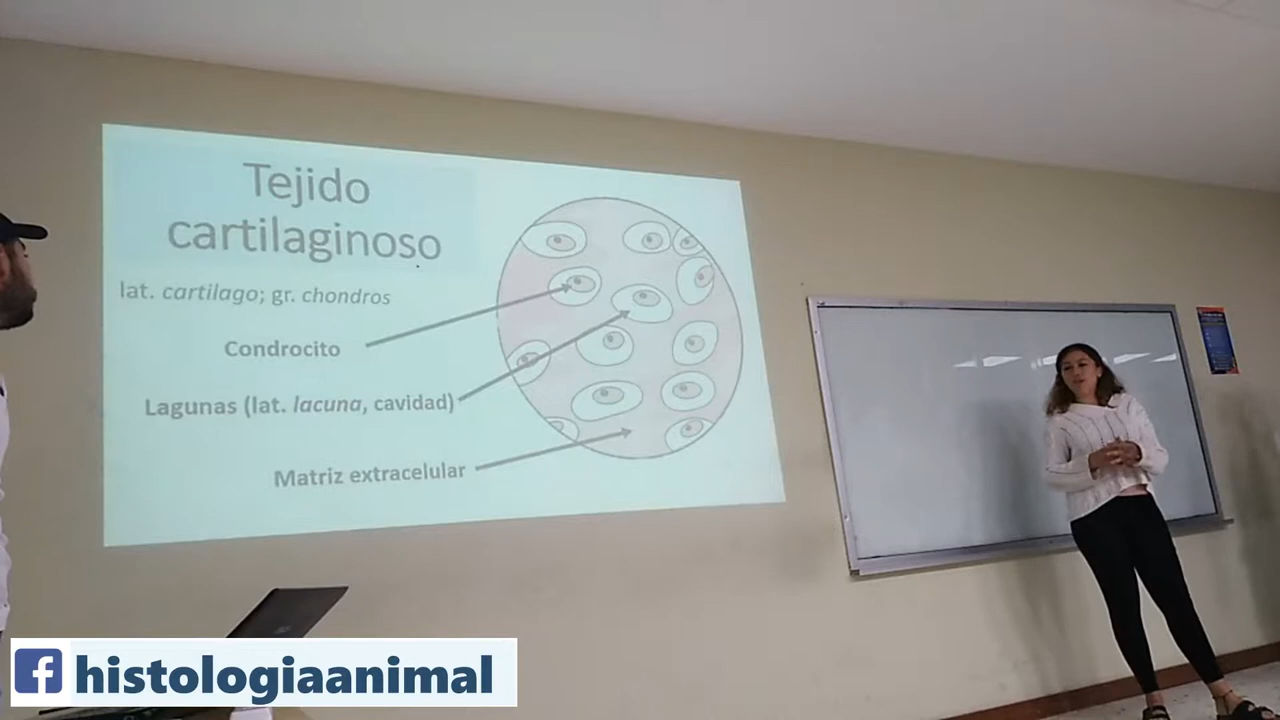 Tejido
cartilaginoso
lat. cartilago; gr. chondros
Condrocito
Lagunas (lat. lacuna, cavidad)
Matriz extracelular
histologiaanimal